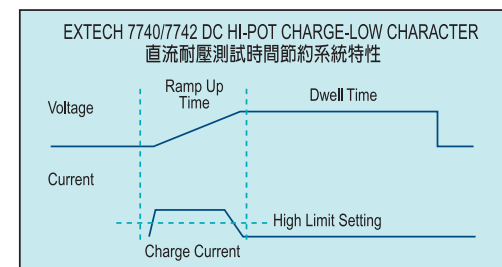 EXTECH 7740/7742 DC HI-POT CHARGE-LOW CHARACTER
直流耐壓測試時間節約系統特性
Ramp Up
Time
Dwell Time
Voltage
Current
High Limit Setting
Charge Current